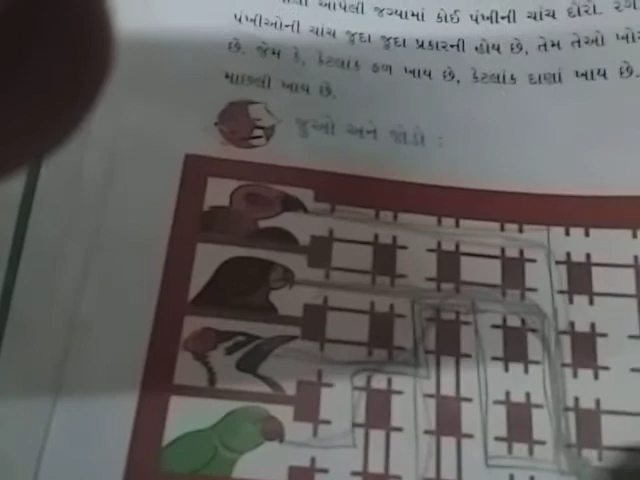 આપેલી જગ્યામાં કોઈ પંખીની ચાંચ દોરો.
પંખીઓની ચાંચ જુદા જુદા પ્રકારની હોય છે, તેમ તેઓ
છે. જેમ કે, કેટલાંક ફળ ખાય છે, કેટલાંક દાણાં ખાય છે.
માછલી ખાય છે.
જુઓ અને જોડો :